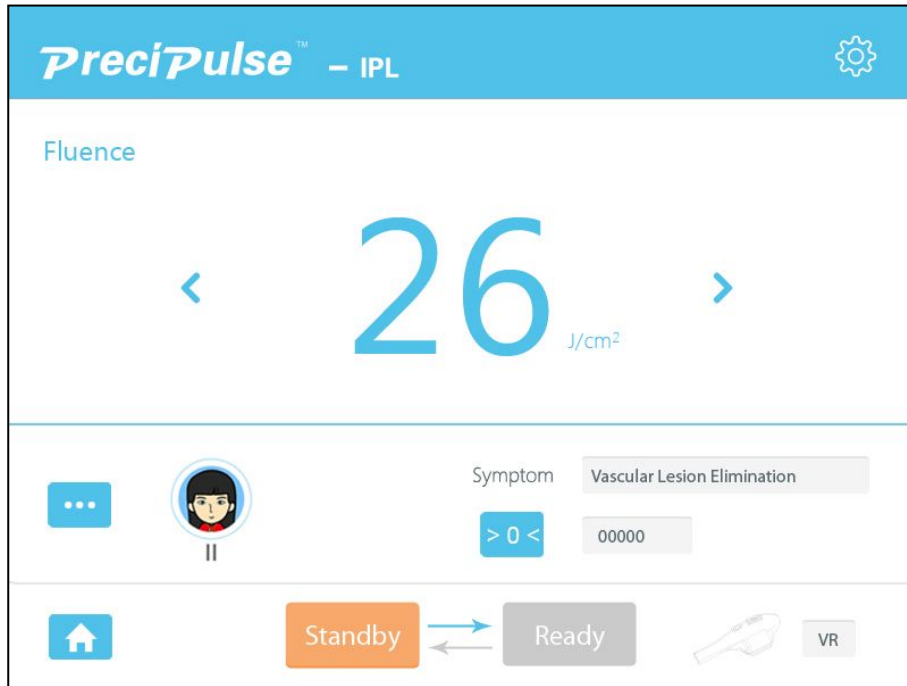 PreciPulse™ – IPL
Fluence
26 J/cm²
Symptom Vascular Lesion Elimination
II
> 0 < 00000
Standby Ready VR